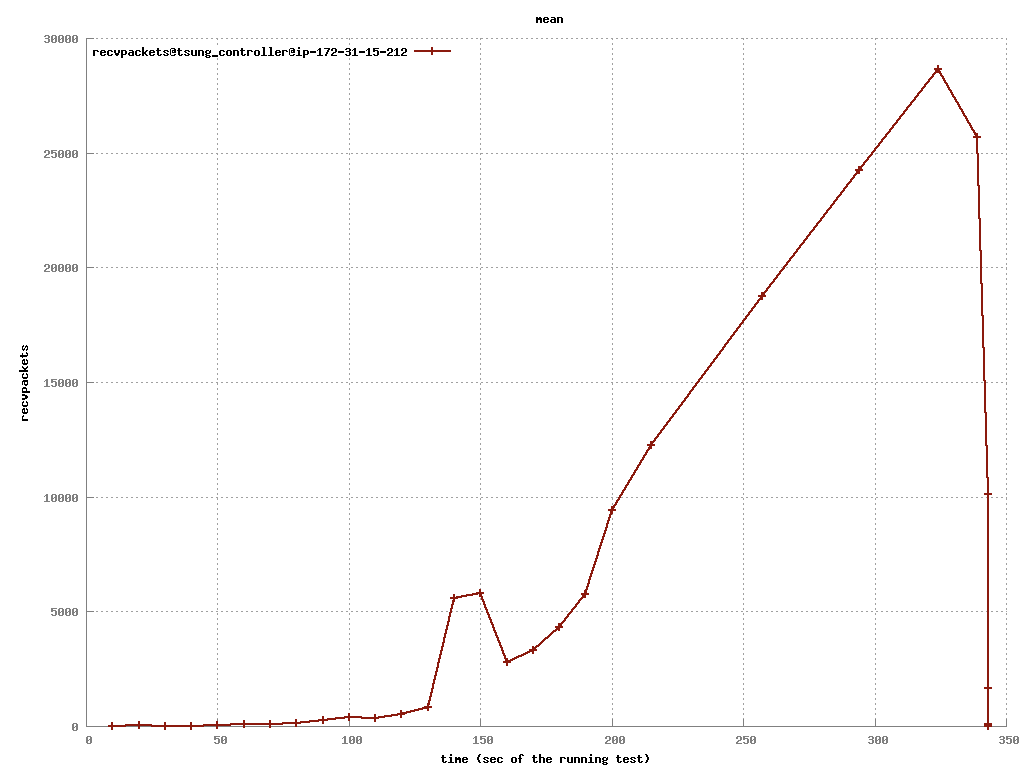 mean
recvpackets@tsung_controller@ip-172-31-15-212
30000
25000
20000
15000
10000
5000
0
recvpackets
0 50 100 150 200 250 300 350
time (sec of the running test)